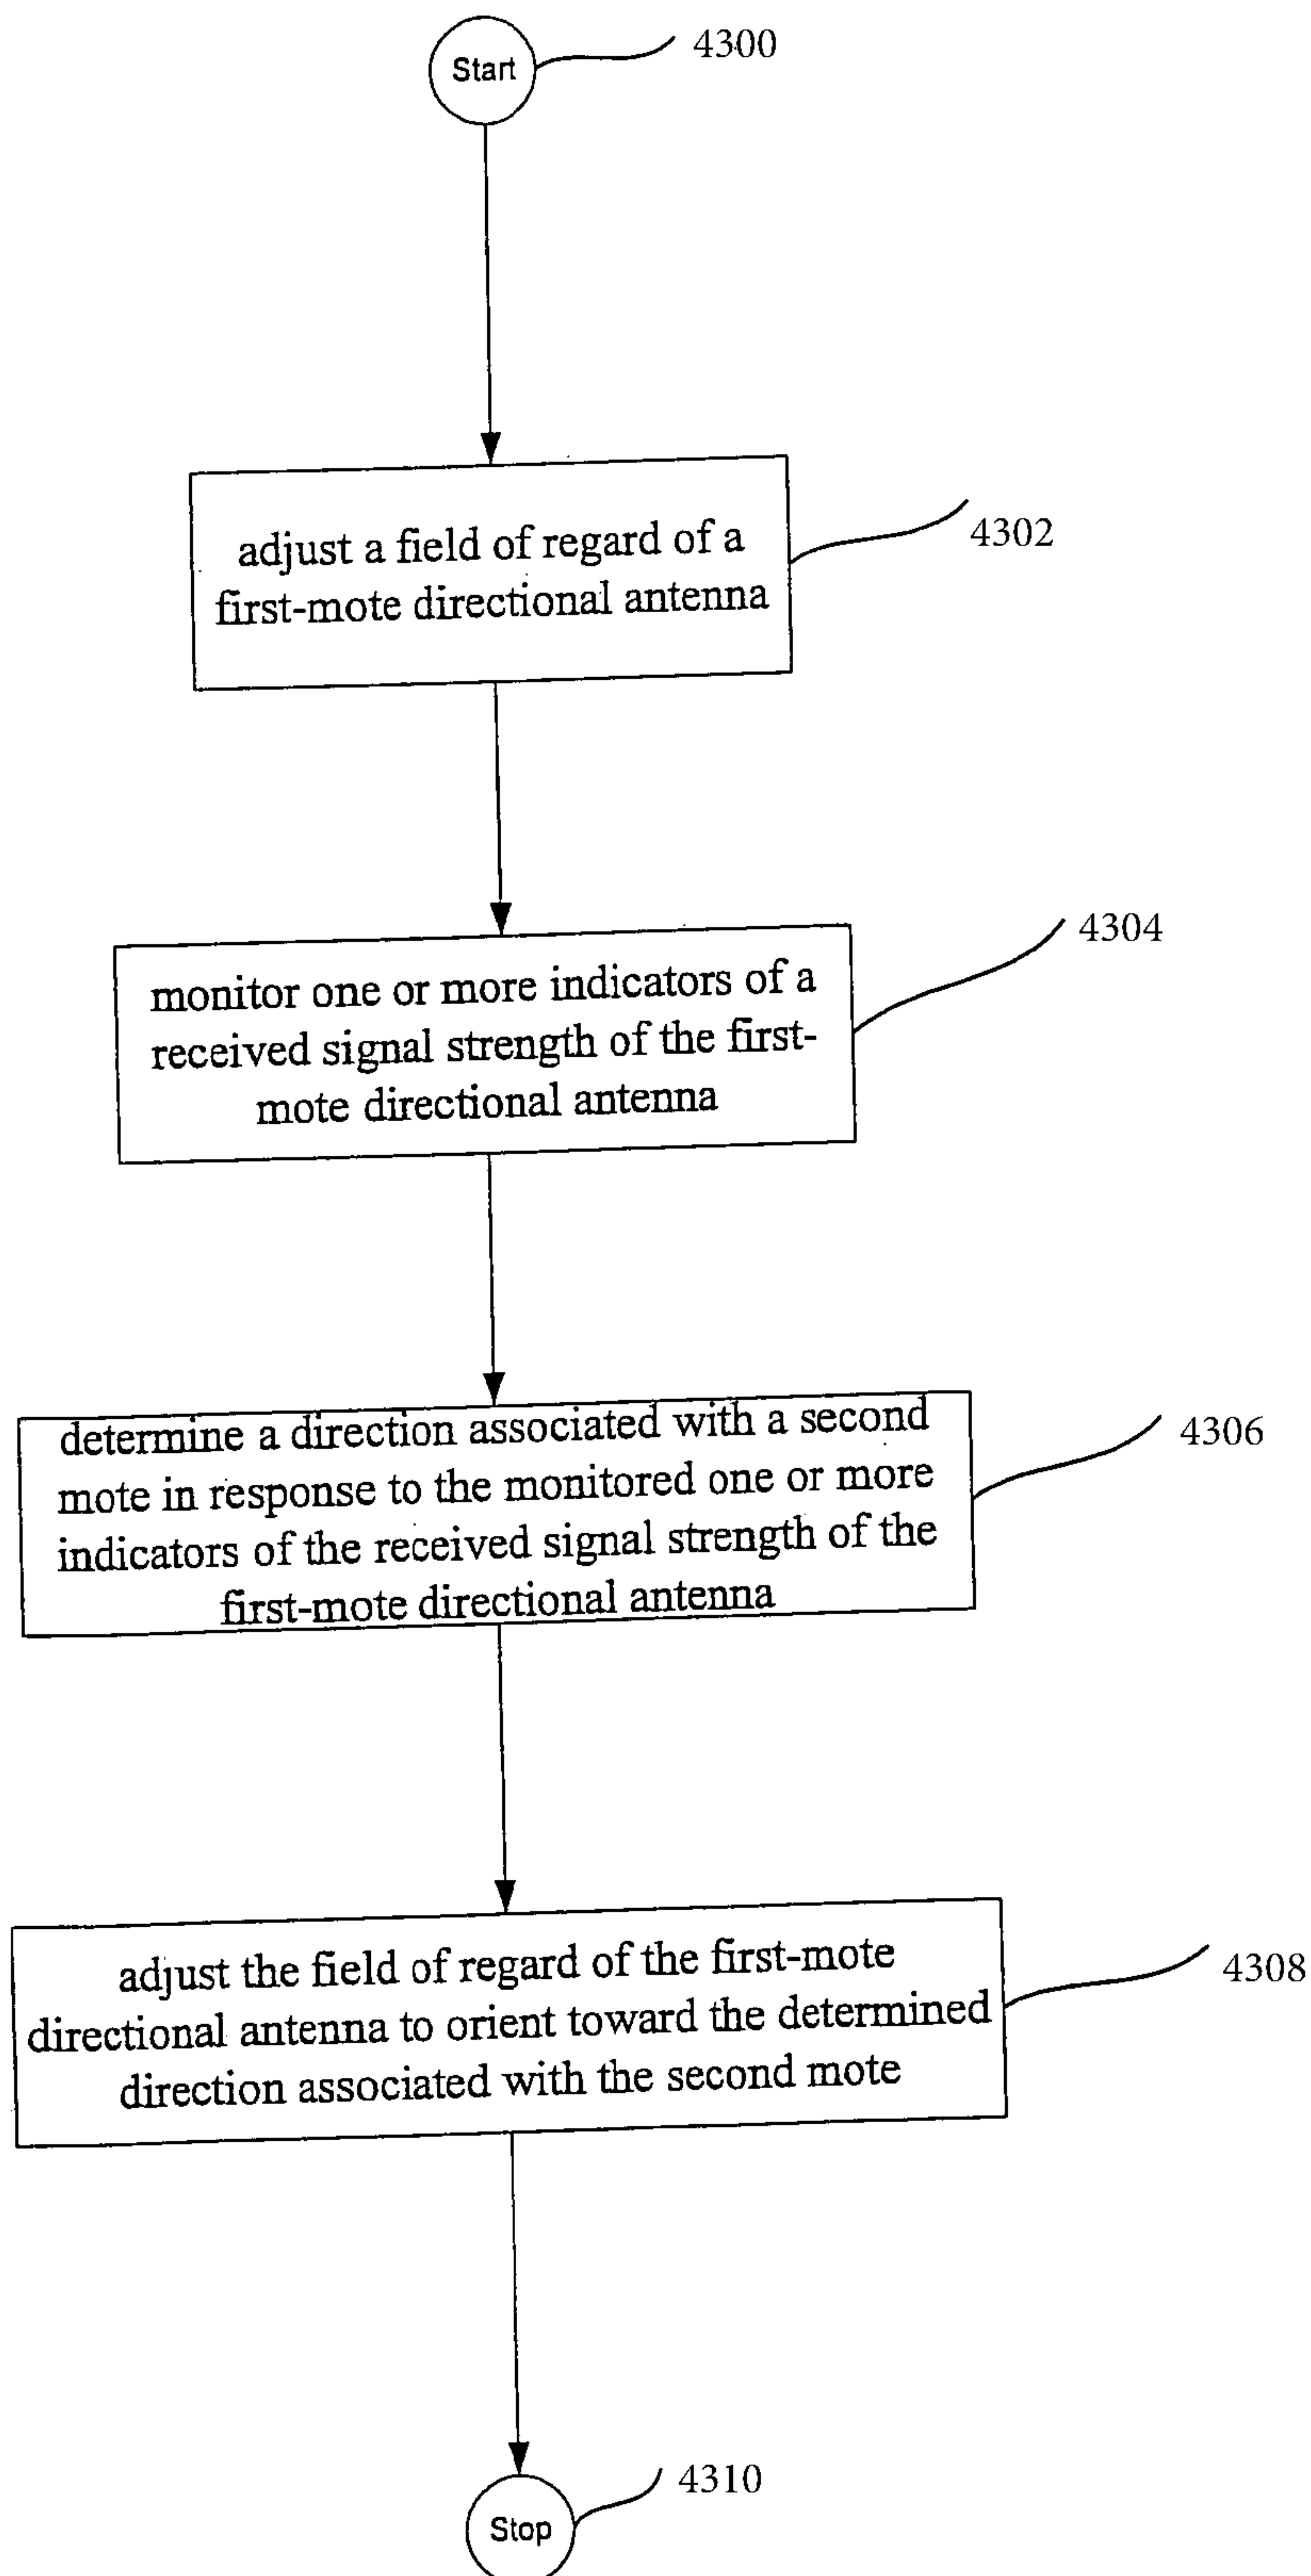 Start
4300
adjust a field of regard of a
first-mote directional antenna
4302
monitor one or more indicators of a
received signal strength of the first-
mote directional antenna
4304
determine a direction associated with a second
mote in response to the monitored one or more
indicators of the received signal strength of the
first-mote directional antenna
4306
adjust the field of regard of the first-mote
directional antenna to orient toward the determined
direction associated with the second mote
4308
Stop
4310